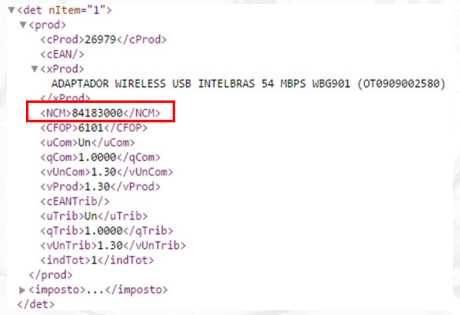 ▼<det nItem="1">
▼<prod>
<cProd>26979</cProd>
<cEAN/>
▼<xProd>
ADAPTADOR WIRELESS USB INTELBRAS 54 MBPS WBG901 (OT0909002580)
</xProd>
<NCM>84183000</NCM>
<CFOP>6101</CFOP>
<uCom>Un</uCom>
<qCom>1.0000</qCom>
<vUnCom>1.30</vUnCom>
<vProd>1.30</vProd>
<cEANTrib/>
<uTrib>Un</uTrib>
<qTrib>1.0000</qTrib>
<vUnTrib>1.30</vUnTrib>
<indTot>1</indTot>
</prod>
▶<imposto>...</imposto>
</det>